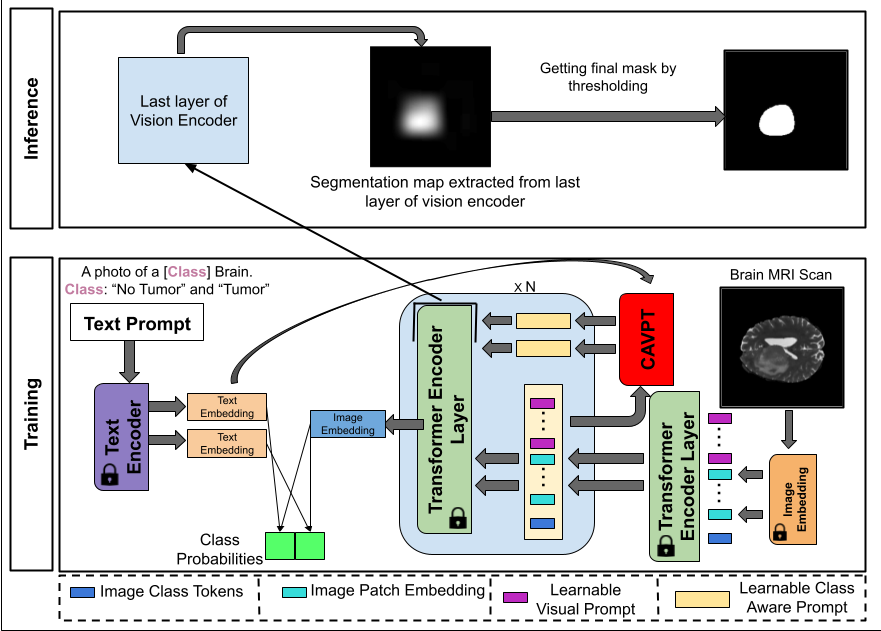 Inference
Last layer of
Vision Encoder
Getting final mask by
thresholding
Segmentation map extracted from last
layer of vision encoder
Training
A photo of a [Class] Brain.
Class: “No Tumor” and “Tumor”
Text Prompt
Text
Encoder
Text
Embedding
Text
Embedding
Image
Embedding
Class
Probabilities
x N
Transformer Encoder
Layer
CAVPT
Transformer
Encoder Layer
Brain MRI Scan
Image
Embedding
Image Class Tokens
Image Patch Embedding
Learnable
Visual Prompt
Learnable Class
Aware Prompt